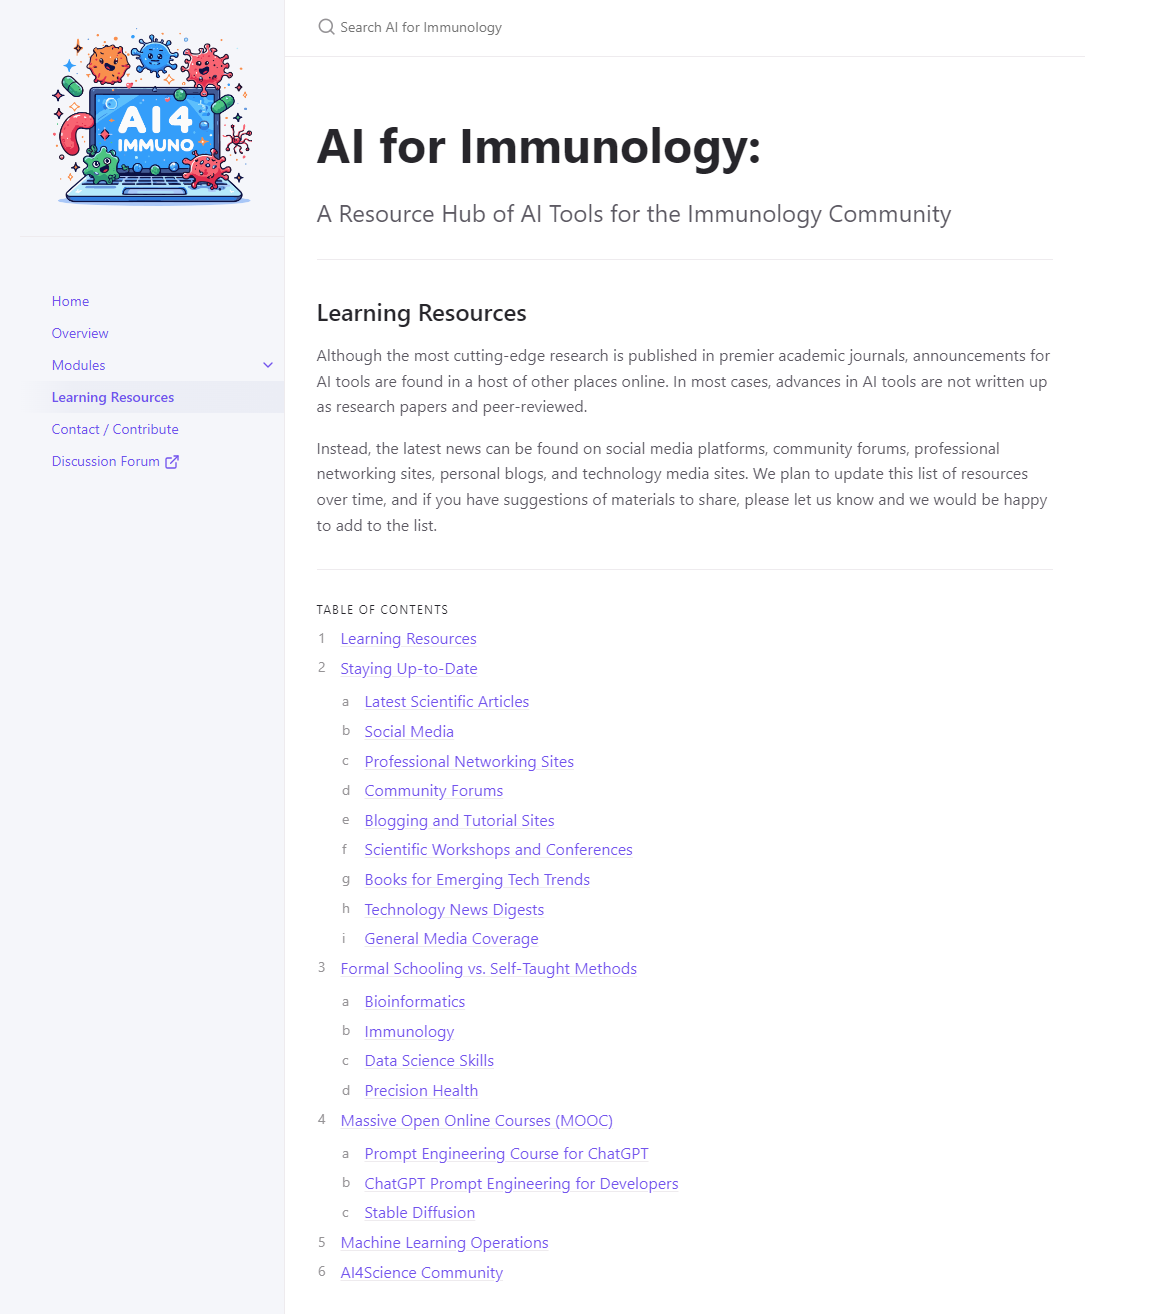 AI4
IMMUNO
Home
Overview
Modules
Learning Resources
Contact / Contribute
Discussion Forum
Search AI for Immunology
AI for Immunology:
A Resource Hub of AI Tools for the Immunology Community
Learning Resources
Although the most cutting-edge research is published in premier academic journals, announcements for
AI tools are found in a host of other places online. In most cases, advances in AI tools are not written up
as research papers and peer-reviewed.
Instead, the latest news can be found on social media platforms, community forums, professional
networking sites, personal blogs, and technology media sites. We plan to update this list of resources
over time, and if you have suggestions of materials to share, please let us know and we would be happy
to add to the list.
TABLE OF CONTENTS
1 Learning Resources
2 Staying Up-to-Date
a Latest Scientific Articles
b Social Media
c Professional Networking Sites
d Community Forums
e Blogging and Tutorial Sites
f Scientific Workshops and Conferences
g Books for Emerging Tech Trends
h Technology News Digests
i General Media Coverage
3 Formal Schooling vs. Self-Taught Methods
a Bioinformatics
b Immunology
c Data Science Skills
d Precision Health
4 Massive Open Online Courses (MOOC)
a Prompt Engineering Course for ChatGPT
b ChatGPT Prompt Engineering for Developers
c Stable Diffusion
5 Machine Learning Operations
6 AI4Science Community